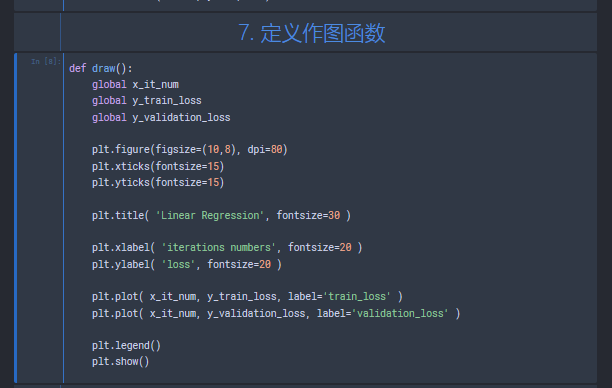 7. 定义作图函数
In [8]:
def draw():
    global x_it_num
    global y_train_loss
    global y_validation_loss

    plt.figure(figsize=(10,8), dpi=80)
    plt.xticks(fontsize=15)
    plt.yticks(fontsize=15)

    plt.title( 'Linear Regression', fontsize=30 )

    plt.xlabel( 'iterations numbers', fontsize=20 )
    plt.ylabel( 'loss', fontsize=20 )

    plt.plot( x_it_num, y_train_loss, label='train_loss' )
    plt.plot( x_it_num, y_validation_loss, label='validation_loss' )

    plt.legend()
    plt.show()